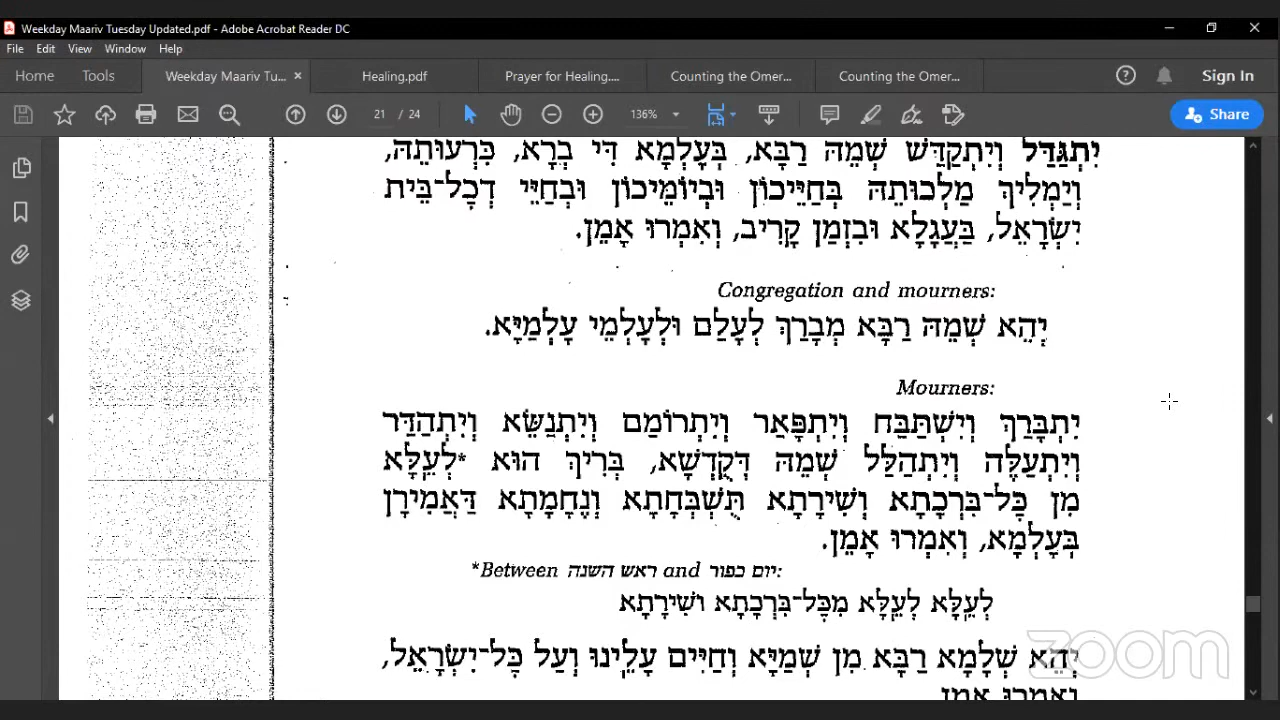 Weekday Maariv Tuesday Updated.pdf - Adobe Acrobat Reader DC
File Edit View Window Help
Home Tools Weekday Maariv Tu... × Healing.pdf Prayer for Healing.... Counting the Omer... Counting the Omer... Sign In
21 / 24 136% Share
יִתְגַּדַּל וְיִתְקַדַּשׁ שְׁמֵהּ רַבָּא, בְּעָלְמָא דִּי בְרָא, כִּרְעוּתֵהּ,
וְיַמְלִיךְ מַלְכוּתֵהּ בְּחַיֵּיכוֹן וּבְיוֹמֵיכוֹן וּבְחַיֵּי דְכָל־בֵּית
יִשְׂרָאֵל, בַּעֲגָלָא וּבִזְמַן קָרִיב, וְאִמְרוּ אָמֵן.
Congregation and mourners:
יְהֵא שְׁמֵהּ רַבָּא מְבָרַךְ לְעָלַם וּלְעָלְמֵי עָלְמַיָּא.
Mourners:
יִתְבָּרַךְ וְיִשְׁתַּבַּח וְיִתְפָּאַר וְיִתְרוֹמַם וְיִתְנַשֵּׂא וְיִתְהַדַּר
וְיִתְעַלֶּה וְיִתְהַלַּל שְׁמֵהּ דְּקֻדְשָׁא, בְּרִיךְ הוּא *לְעֵלָּא
מִן כָּל־בִּרְכָתָא וְשִׁירָתָא תֻּשְׁבְּחָתָא וְנֶחָמָתָא דַּאֲמִירָן
בְּעָלְמָא, וְאִמְרוּ אָמֵן.
*Between ראש השנה and יום כפור:
לְעֵלָּא לְעֵלָּא מִכָּל־בִּרְכָתָא וְשִׁירָתָא
יְהֵא שְׁלָמָא רַבָּא מִן שְׁמַיָּא וְחַיִּים עָלֵינוּ וְעַל כָּל־יִשְׂרָאֵל,
וְאִמְרוּ אָמֵן
zoom